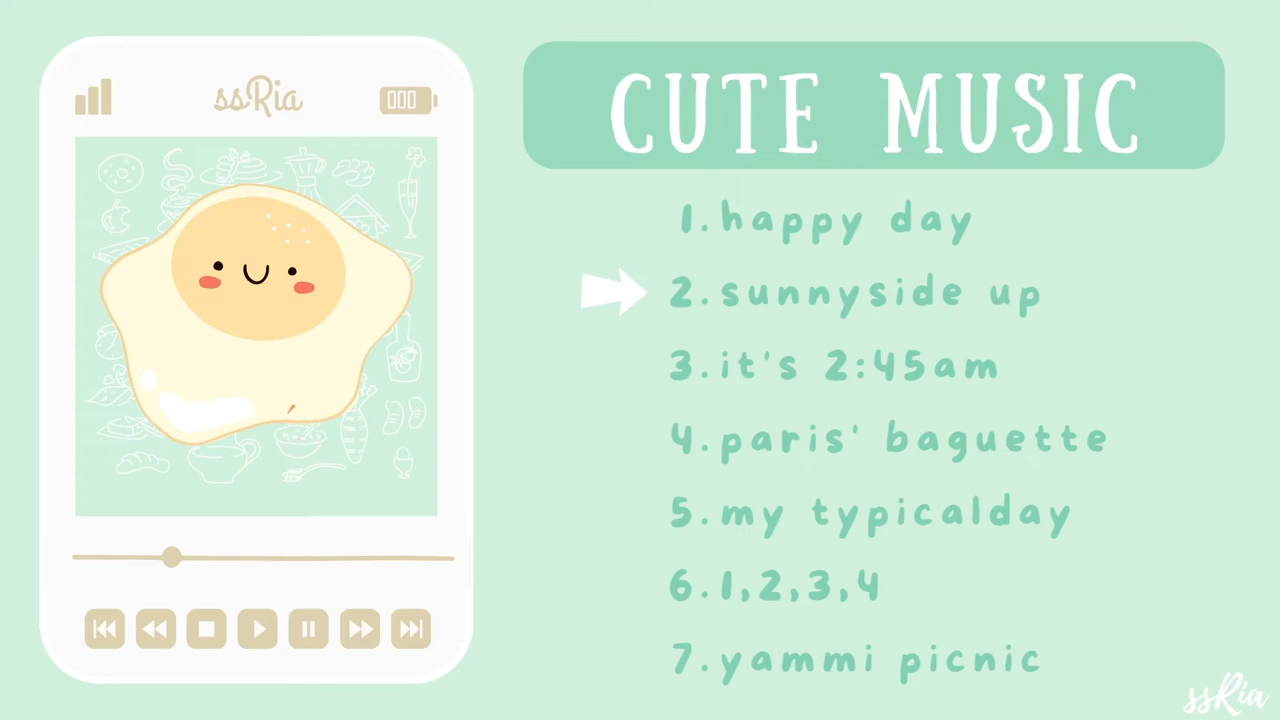 ssRia
CUTE MUSIC
1.happy day
2.sunnyside up
3.it's 2:45am
4.paris' baguette
5.my typicalday
6.1,2,3,4
7.yammi picnic
ssRia